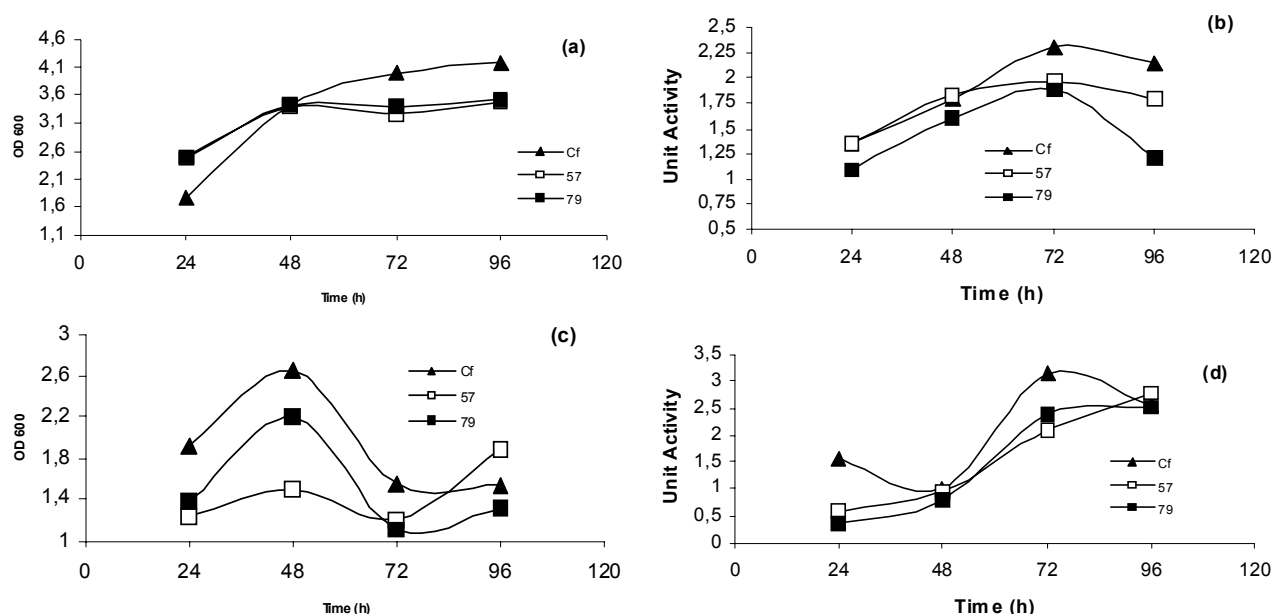 (a)
OD 600
4,6
4,1
3,6
3,1
2,6
2,1
1,6
1,1
0 24 48 72 96 120
Time (h)
Cf
57
79
(b)
Unit Activity
2,5
2,25
2
1,75
1,5
1,25
1
0,75
0,5
0 24 48 72 96 120
Time (h)
Cf
57
79
(c)
OD 600
3
2,6
2,2
1,8
1,4
1
0 24 48 72 96 120
Time (h)
Cf
57
79
(d)
Unit Activity
3,5
3
2,5
2
1,5
1
0,5
0
0 24 48 72 96 120
Time (h)
Cf
57
79